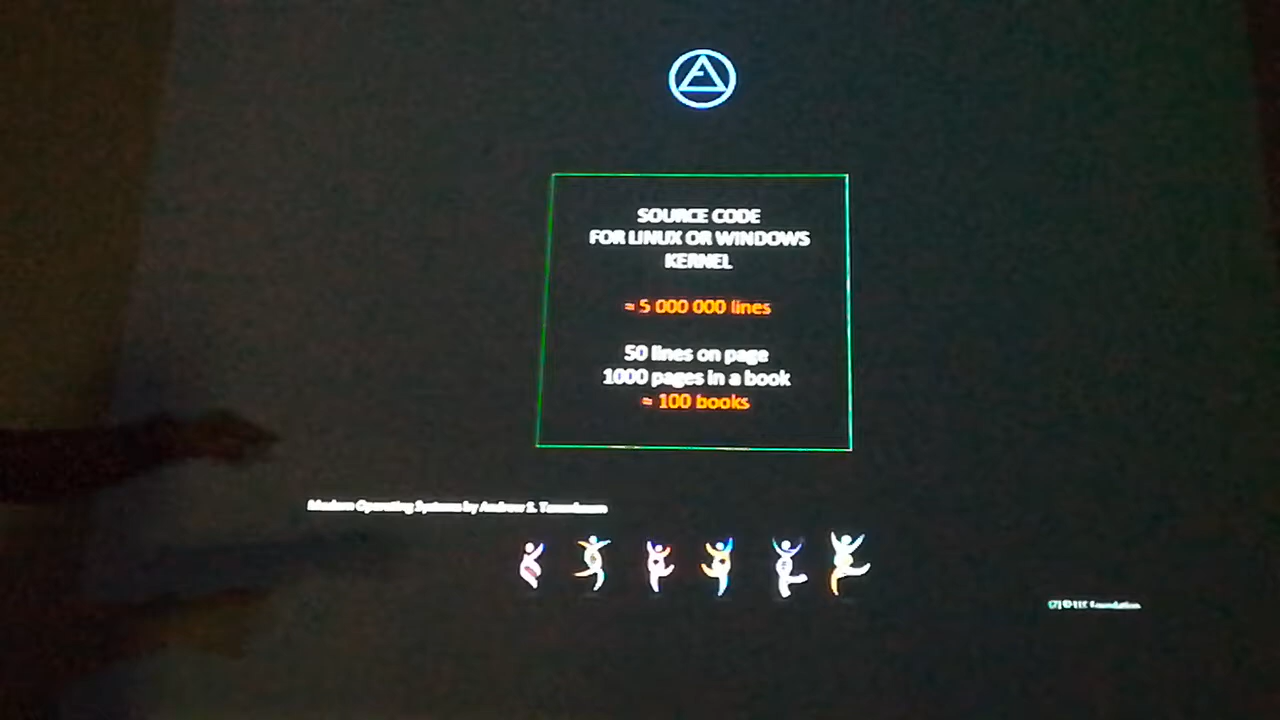 SOURCE CODE
FOR LINUX OR WINDOWS
KERNEL
≈ 5 000 000 lines
50 lines on page
1000 pages in a book
≈ 100 books
Modern Operating Systems by Andrew S. Tanenbaum
Foundation